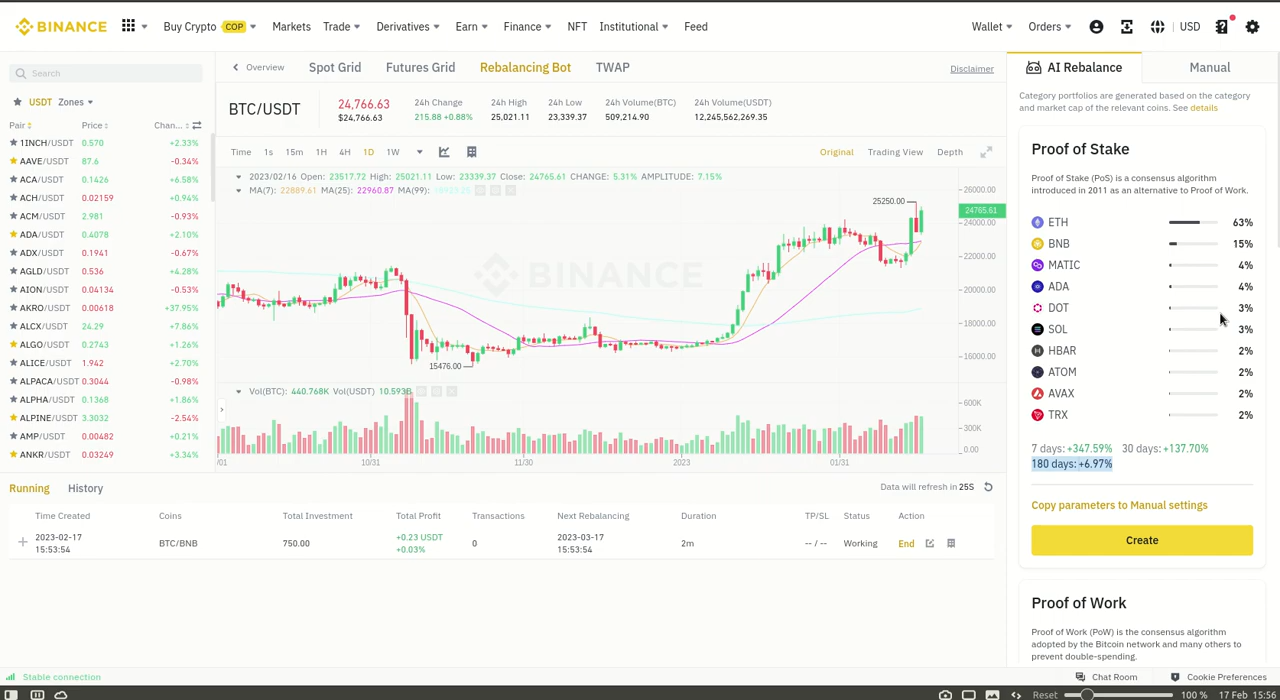 BINANCE
Buy Crypto COP Markets Trade Derivatives Earn Finance NFT Institutional Feed
Wallet Orders USD
Search
USDT Zones
Pair Price Chan...
1INCH/USDT 0.570 +2.33%
AAVE/USDT 87.6 -0.34%
ACA/USDT 0.1426 +6.58%
ACH/USDT 0.02159 +0.94%
ACM/USDT 2.981 -0.93%
ADA/USDT 0.4078 +2.10%
ADX/USDT 0.1941 -0.67%
AGLD/USDT 0.536 +4.28%
AION/USDT 0.04134 -0.53%
AKRO/USDT 0.00618 +37.95%
ALCX/USDT 24.29 +7.86%
ALGO/USDT 0.2743 +1.26%
ALICE/USDT 1.942 +2.70%
ALPACA/USDT 0.3044 -0.98%
ALPHA/USDT 0.1368 +1.86%
ALPINE/USDT 3.3032 -2.54%
AMP/USDT 0.00482 +0.21%
ANKR/USDT 0.03249 +3.34%
Overview Spot Grid Futures Grid Rebalancing Bot TWAP Disclaimer
BTC/USDT
24,766.63
$24,766.63
24h Change
215.88 +0.88%
24h High
25,021.11
24h Low
23,339.37
24h Volume(BTC)
509,214.90
24h Volume(USDT)
12,245,562,269.35
Time 1s 15m 1H 4H 1D 1W
Original Trading View Depth
2023/02/16 Open: 23517.72 High: 25021.11 Low: 23339.37 Close: 24765.61 CHANGE: 5.31% AMPLITUDE: 7.15%
MA(7): 22889.61 MA(25): 22960.87 MA(99):
25250.00
15476.00
BINANCE
26000.00
24765.61
24000.00
22000.00
20000.00
18000.00
16000.00
Vol(BTC): 440.768K Vol(USDT) 10.593B
600K
300K
0.00
/01 10/31 11/30 2023 01/31
Running History
Data will refresh in 25S
Time Created Coins Total Investment Total Profit Transactions Next Rebalancing Duration TP/SL Status Action
2023-02-17
15:53:54
BTC/BNB
750.00
+0.23 USDT
+0.03%
0
2023-03-17
15:53:54
2m
-- / --
Working
End
AI Rebalance Manual
Category portfolios are generated based on the category
and market cap of the relevant coins. See details
Proof of Stake
Proof of Stake (PoS) is a consensus algorithm
introduced in 2011 as an alternative to Proof of Work.
ETH 63%
BNB 15%
MATIC 4%
ADA 4%
DOT 3%
SOL 3%
HBAR 2%
ATOM 2%
AVAX 2%
TRX 2%
7 days: +347.59% 30 days: +137.70%
180 days: +6.97%
Copy parameters to Manual settings
Create
Proof of Work
Proof of Work (PoW) is the consensus algorithm
adopted by the Bitcoin network and many others to
prevent double-spending.
Stable connection
Chat Room Cookie Preferences
Reset 100 % 17 Feb 15:56